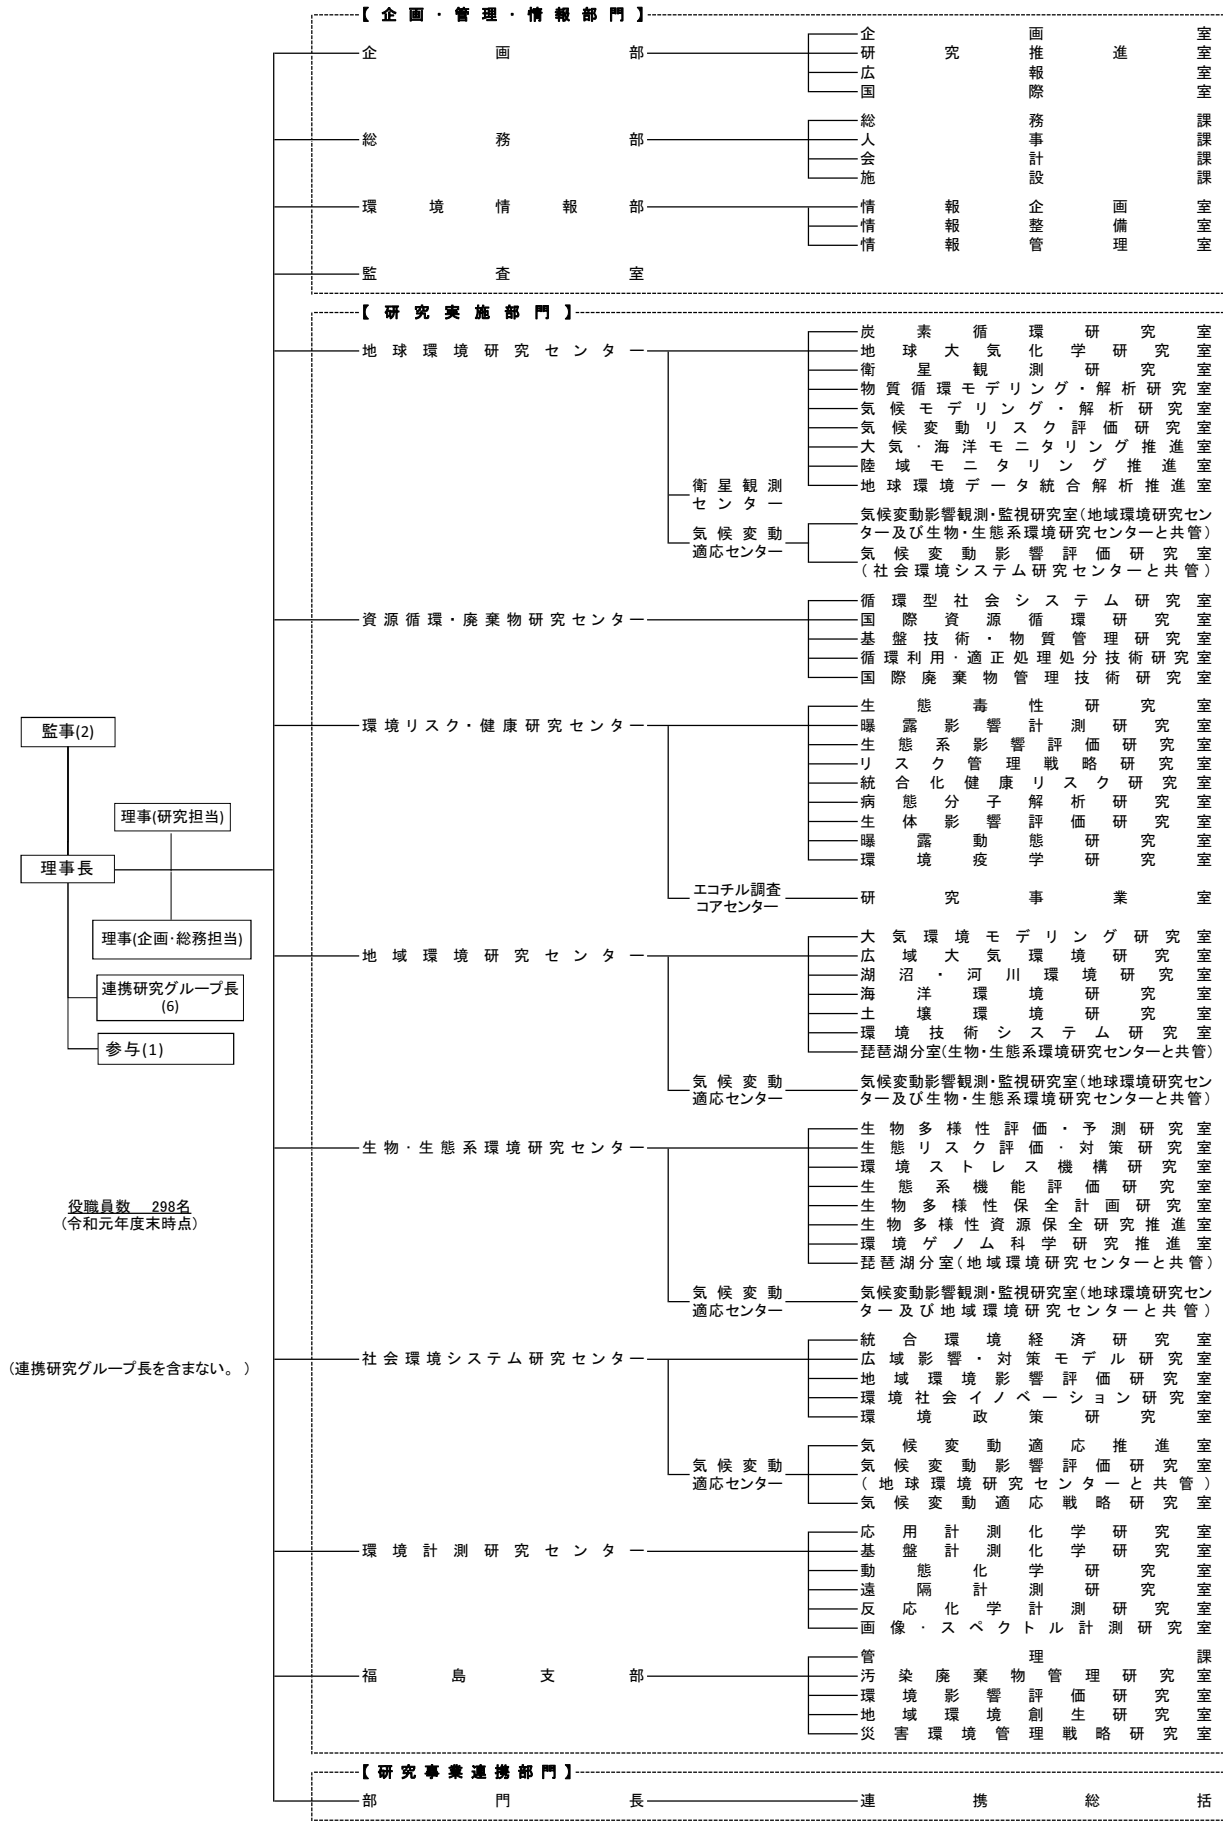 【企画・管理・情報部門】
企画部
企画室
研究推進室
広報室
国際室
総務部
総務課
人事課
会計課
施設課
環境情報部
情報企画室
情報整備室
情報管理室
監査室
【研究実施部門】
地球環境研究センター
炭素循環研究室
地球大気化学研究室
衛星観測研究室
物質循環モデリング・解析研究室
気候モデリング・解析研究室
気候変動リスク評価研究室
大気・海洋モニタリング推進室
陸域モニタリング推進室
地球環境データ統合解析推進室
衛星観測
センター
気候変動
適応センター
気候変動影響観測・監視研究室(地域環境研究セン
ター及び生物・生態系環境研究センターと共管)
気候変動影響評価研究室
(社会環境システム研究センターと共管)
資源循環・廃棄物研究センター
循環型社会システム研究室
国際資源循環研究室
基盤技術・物質管理研究室
循環利用・適正処理処分技術研究室
国際廃棄物管理技術研究室
環境リスク・健康研究センター
生態毒性研究室
曝露影響計測研究室
生態系影響評価研究室
リスク管理戦略研究室
統合化健康リスク研究室
病態分子解析研究室
生体影響評価研究室
曝露動態研究室
環境疫学研究室
エコチル調査
コアセンター
研究事業室
監事(2)
理事(研究担当)
理事長
理事(企画・総務担当)
連携研究グループ長
(6)
参与(1)
地域環境研究センター
大気環境モデリング研究室
広域大気環境研究室
湖沼・河川環境研究室
海洋環境研究室
土壌環境研究室
環境技術システム研究室
琵琶湖分室(生物・生態系環境研究センターと共管)
気候変動
適応センター
気候変動影響観測・監視研究室(地球環境研究セン
ター及び生物・生態系環境研究センターと共管)
生物・生態系環境研究センター
生物多様性評価・予測研究室
生態リスク評価・対策研究室
環境ストレス機構研究室
生態系機能評価研究室
生物多様性保全計画研究室
生物多様性資源保全研究推進室
環境ゲノム科学研究推進室
琵琶湖分室(地域環境研究センターと共管)
気候変動
適応センター
気候変動影響観測・監視研究室(地球環境研究セン
ター及び地域環境研究センターと共管)
役職員数　298名
(令和元年度末時点)
(連携研究グループ長を含まない。)
社会環境システム研究センター
統合環境経済研究室
広域影響・対策モデル研究室
地域環境影響評価研究室
環境社会イノベーション研究室
環境政策研究室
気候変動
適応センター
気候変動適応推進室
気候変動影響評価研究室
(地球環境研究センターと共管)
気候変動適応戦略研究室
環境計測研究センター
応用計測化学研究室
基盤計測化学研究室
動態化学研究室
遠隔計測研究室
反応化学計測研究室
画像・スペクトル計測研究室
福島支部
管理課
汚染廃棄物管理研究室
環境影響評価研究室
地域環境創生研究室
災害環境管理戦略研究室
【研究事業連携部門】
部門長
連携総括